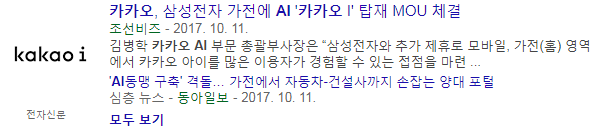 카카오, 삼성전자 가전에 AI '카카오 I' 탑재 MOU 체결
조선비즈 - 2017. 10. 11.
김병학 카카오 AI 부문 총괄부사장은 “삼성전자와 추가 제휴로 모바일, 가전(홈) 영역
에서 카카오 아이를 많은 이용자가 경험할 수 있는 접점을 마련 ...
'AI동맹 구축' 격돌... 가전에서 자동차-건설사까지 손잡는 양대 포털
심층 뉴스 - 동아일보 - 2017. 10. 11.
모두 보기
kakao i
전자신문